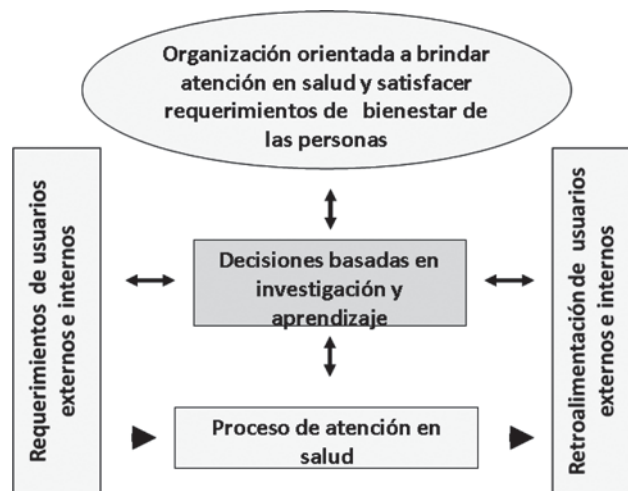 Organización orientada a brindar
atención en salud y satisfacer
requerimientos de bienestar de
las personas
Requerimientos de usuarios
externos e internos
Decisiones basadas en
investigación y
aprendizaje
Retroalimentación de usuarios
externos e internos
Proceso de atención en
salud